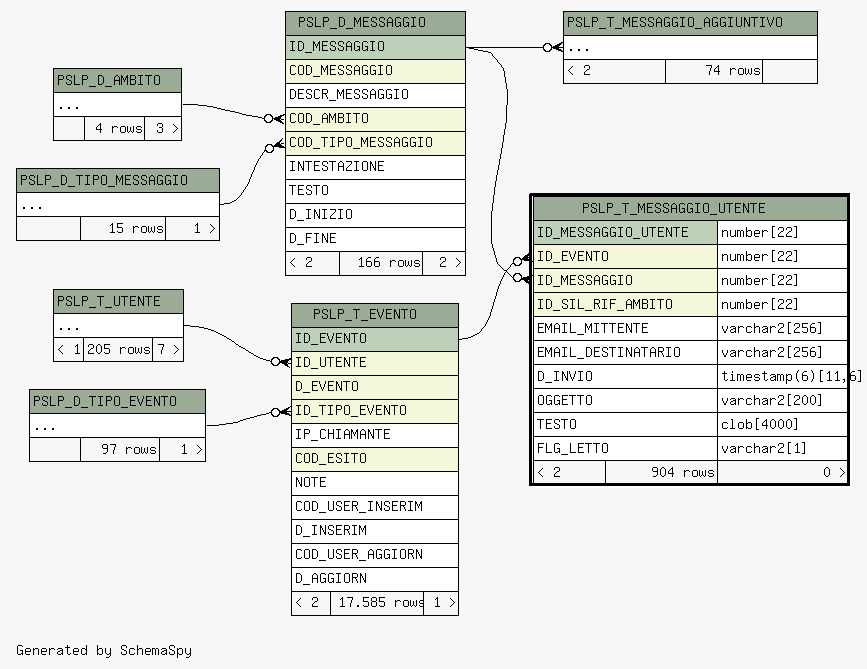 PSLP_D_AMBITO
...
4 rows 3 >
PSLP_D_TIPO_MESSAGGIO
...
15 rows 1 >
PSLP_T_UTENTE
...
< 1 205 rows 7 >
PSLP_D_TIPO_EVENTO
...
97 rows 1 >
PSLP_D_MESSAGGIO
ID_MESSAGGIO
COD_MESSAGGIO
DESCR_MESSAGGIO
COD_AMBITO
COD_TIPO_MESSAGGIO
INTESTAZIONE
TESTO
D_INIZIO
D_FINE
< 2 166 rows 2 >
PSLP_T_EVENTO
ID_EVENTO
ID_UTENTE
D_EVENTO
ID_TIPO_EVENTO
IP_CHIAMANTE
COD_ESITO
NOTE
COD_USER_INSERIM
D_INSERIM
COD_USER_AGGIORN
D_AGGIORN
< 2 17.585 rows 1 >
PSLP_T_MESSAGGIO_AGGIUNTIVO
...
< 2 74 rows
PSLP_T_MESSAGGIO_UTENTE
ID_MESSAGGIO_UTENTE number[22]
ID_EVENTO number[22]
ID_MESSAGGIO number[22]
ID_SIL_RIF_AMBITO number[22]
EMAIL_MITTENTE varchar2[256]
EMAIL_DESTINATARIO varchar2[256]
D_INVIO timestamp(6)[11,6]
OGGETTO varchar2[200]
TESTO clob[4000]
FLG_LETTO varchar2[1]
< 2 904 rows 0 >
Generated by SchemaSpy